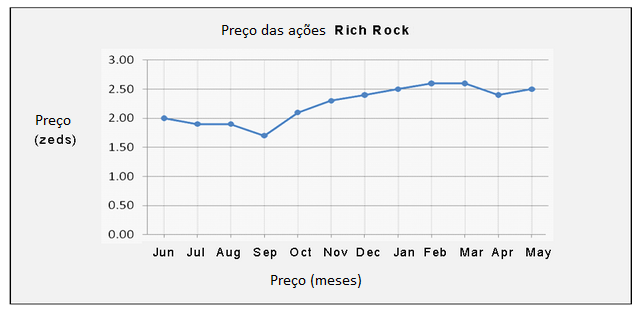 Preço das ações Rich Rock
Preço
(zeds)
3.00
2.50
2.00
1.50
1.00
0.50
0.00
Jun Jul Aug Sep Oct Nov Dec Jan Feb Mar Apr May
Preço (meses)